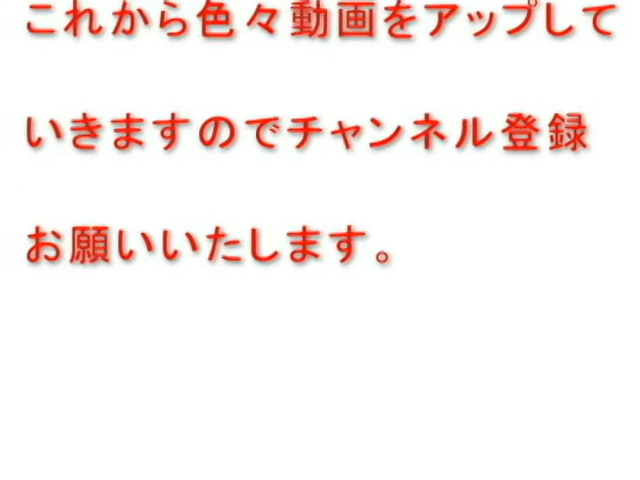 これから色々動画をアップして
いきますのでチャンネル登録
お願いいたします。